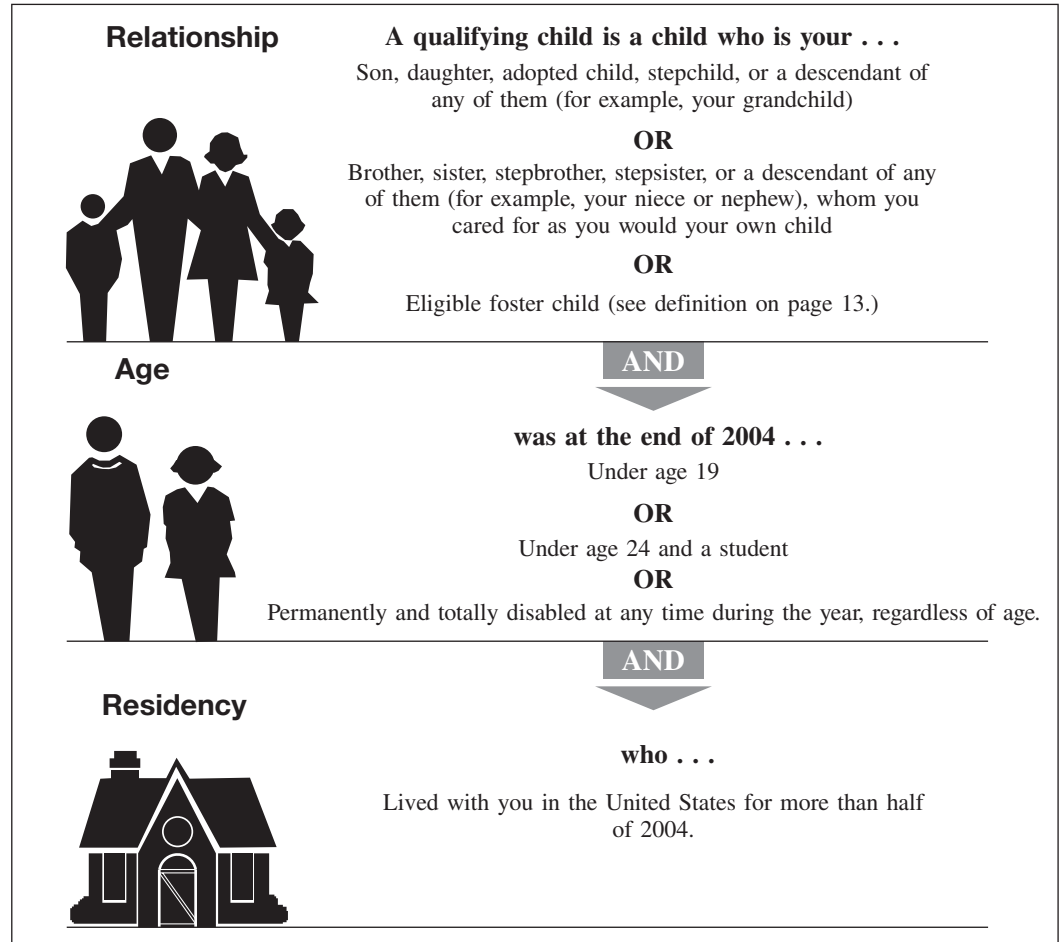 Relationship
A qualifying child is a child who is your . . .
Son, daughter, adopted child, stepchild, or a descendant of
any of them (for example, your grandchild)
OR
Brother, sister, stepbrother, stepsister, or a descendant of any
of them (for example, your niece or nephew), whom you
cared for as you would your own child
OR
Eligible foster child (see definition on page 13.)
AND
Age
was at the end of 2004 . . .
Under age 19
OR
Under age 24 and a student
OR
Permanently and totally disabled at any time during the year, regardless of age.
AND
Residency
who . . .
Lived with you in the United States for more than half
of 2004.